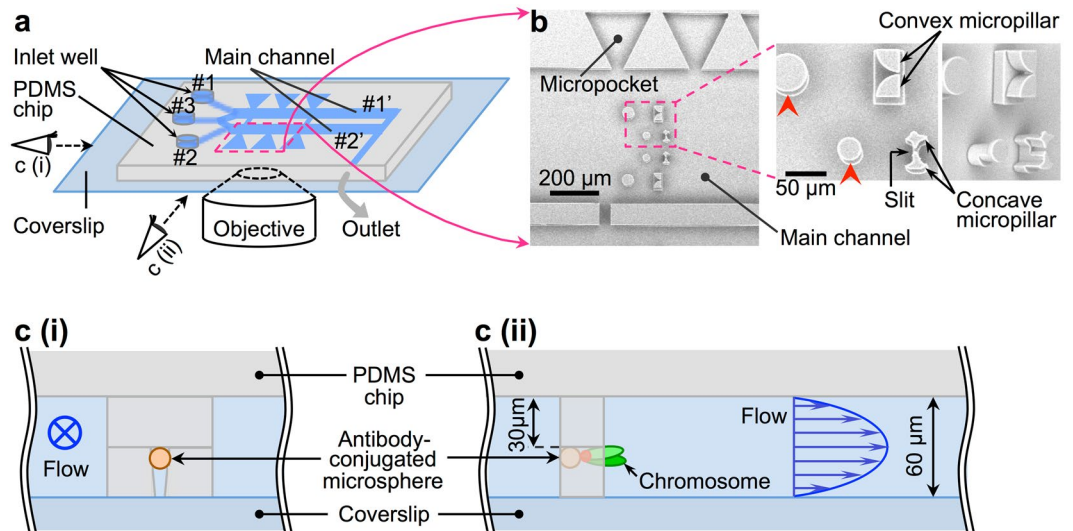 a
Inlet well
Main channel
#1
PDMS
chip
#3
#1'
#2'
c (i)
#2
Coverslip
c (ii)
Objective
Outlet
b
Micropocket
200 μm
Main channel
Convex micropillar
50 μm
Slit
Concave
micropillar
c (i)
PDMS
chip
Flow
Antibody-
conjugated
microsphere
Coverslip
c (ii)
30μm
Flow
60 μm
Chromosome